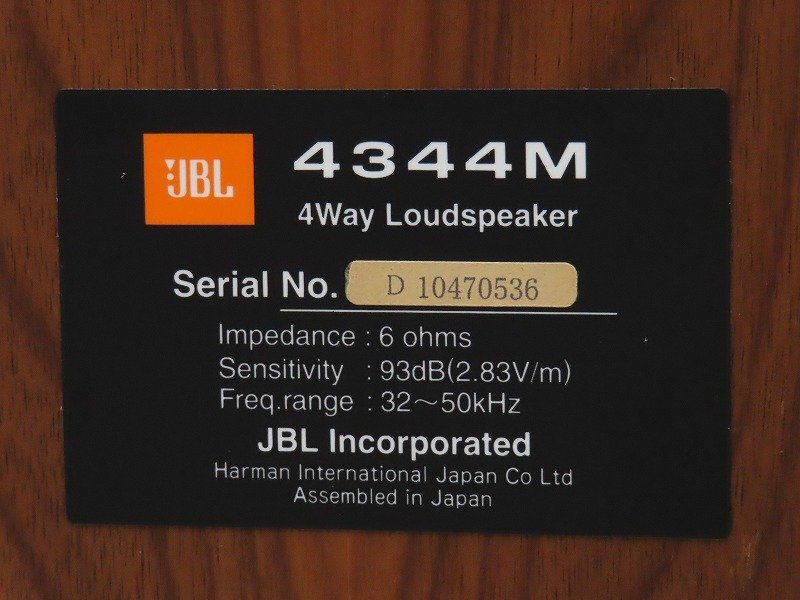 JBL
4344M
4Way Loudspeaker
Serial No. D 10470536
Impedance : 6 ohms
Sensitivity : 93dB(2.83V/m)
Freq.range : 32～50kHz
JBL Incorporated
Harman International Japan Co Ltd
Assembled in Japan